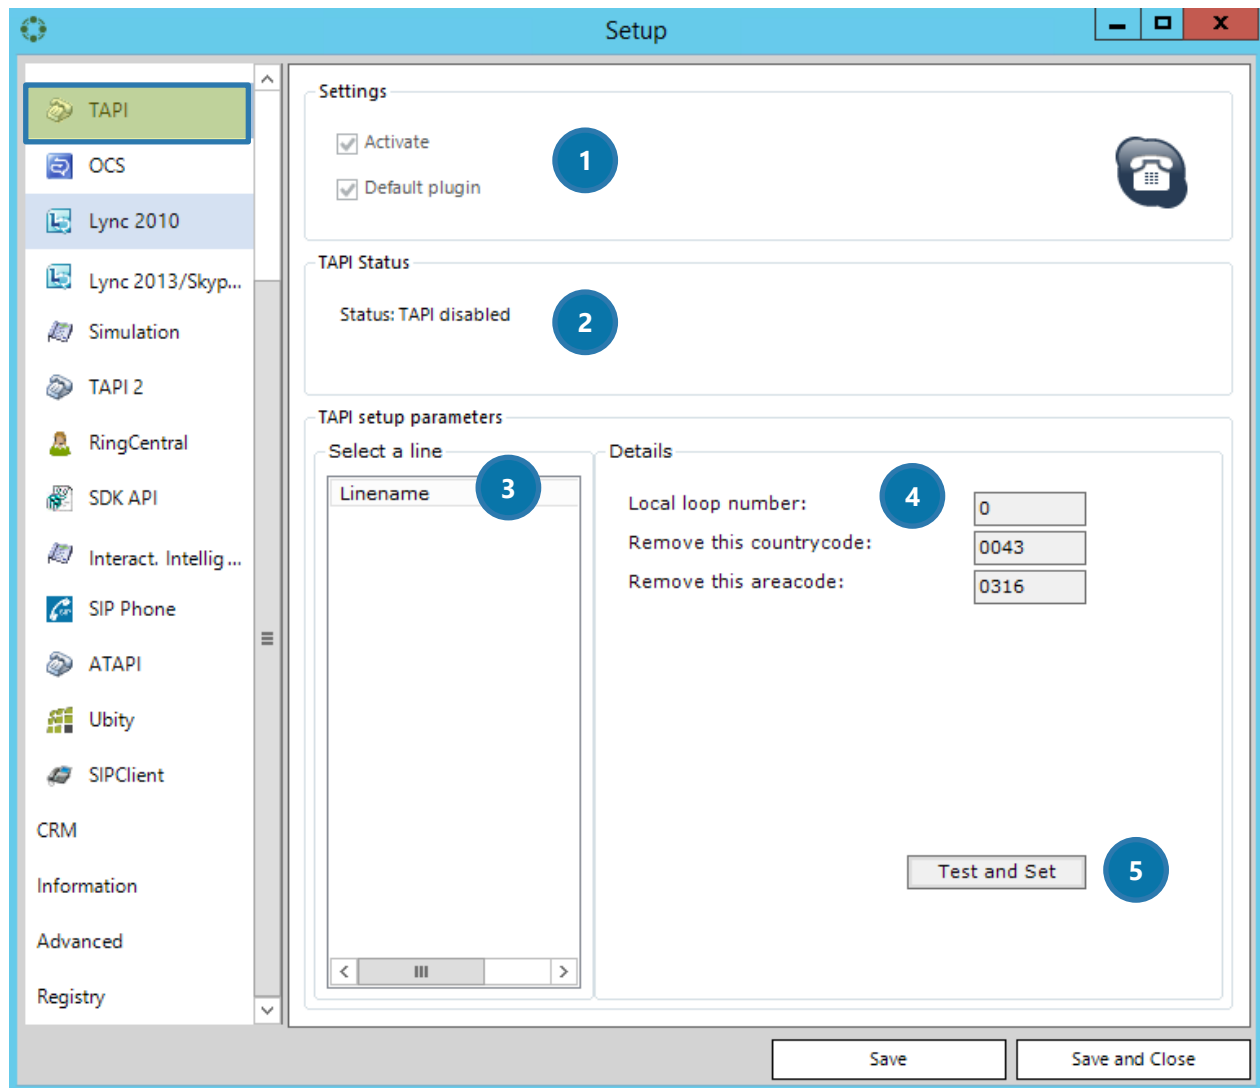 Setup
X
TAPI
OCS
Lync 2010
Lync 2013/Skyp...
Simulation
TAPI 2
RingCentral
SDK API
Interact. Intellig...
SIP Phone
ATAPI
Ubity
SIPClient
CRM
Information
Advanced
Registry
Settings
Activate
Default plugin
1
TAPI Status
Status: TAPI disabled
2
TAPI setup parameters
Select a line
Linename
3
Details
4
Local loop number: 0
Remove this countrycode: 0043
Remove this areacode: 0316
Test and Set
5
Save
Save and Close